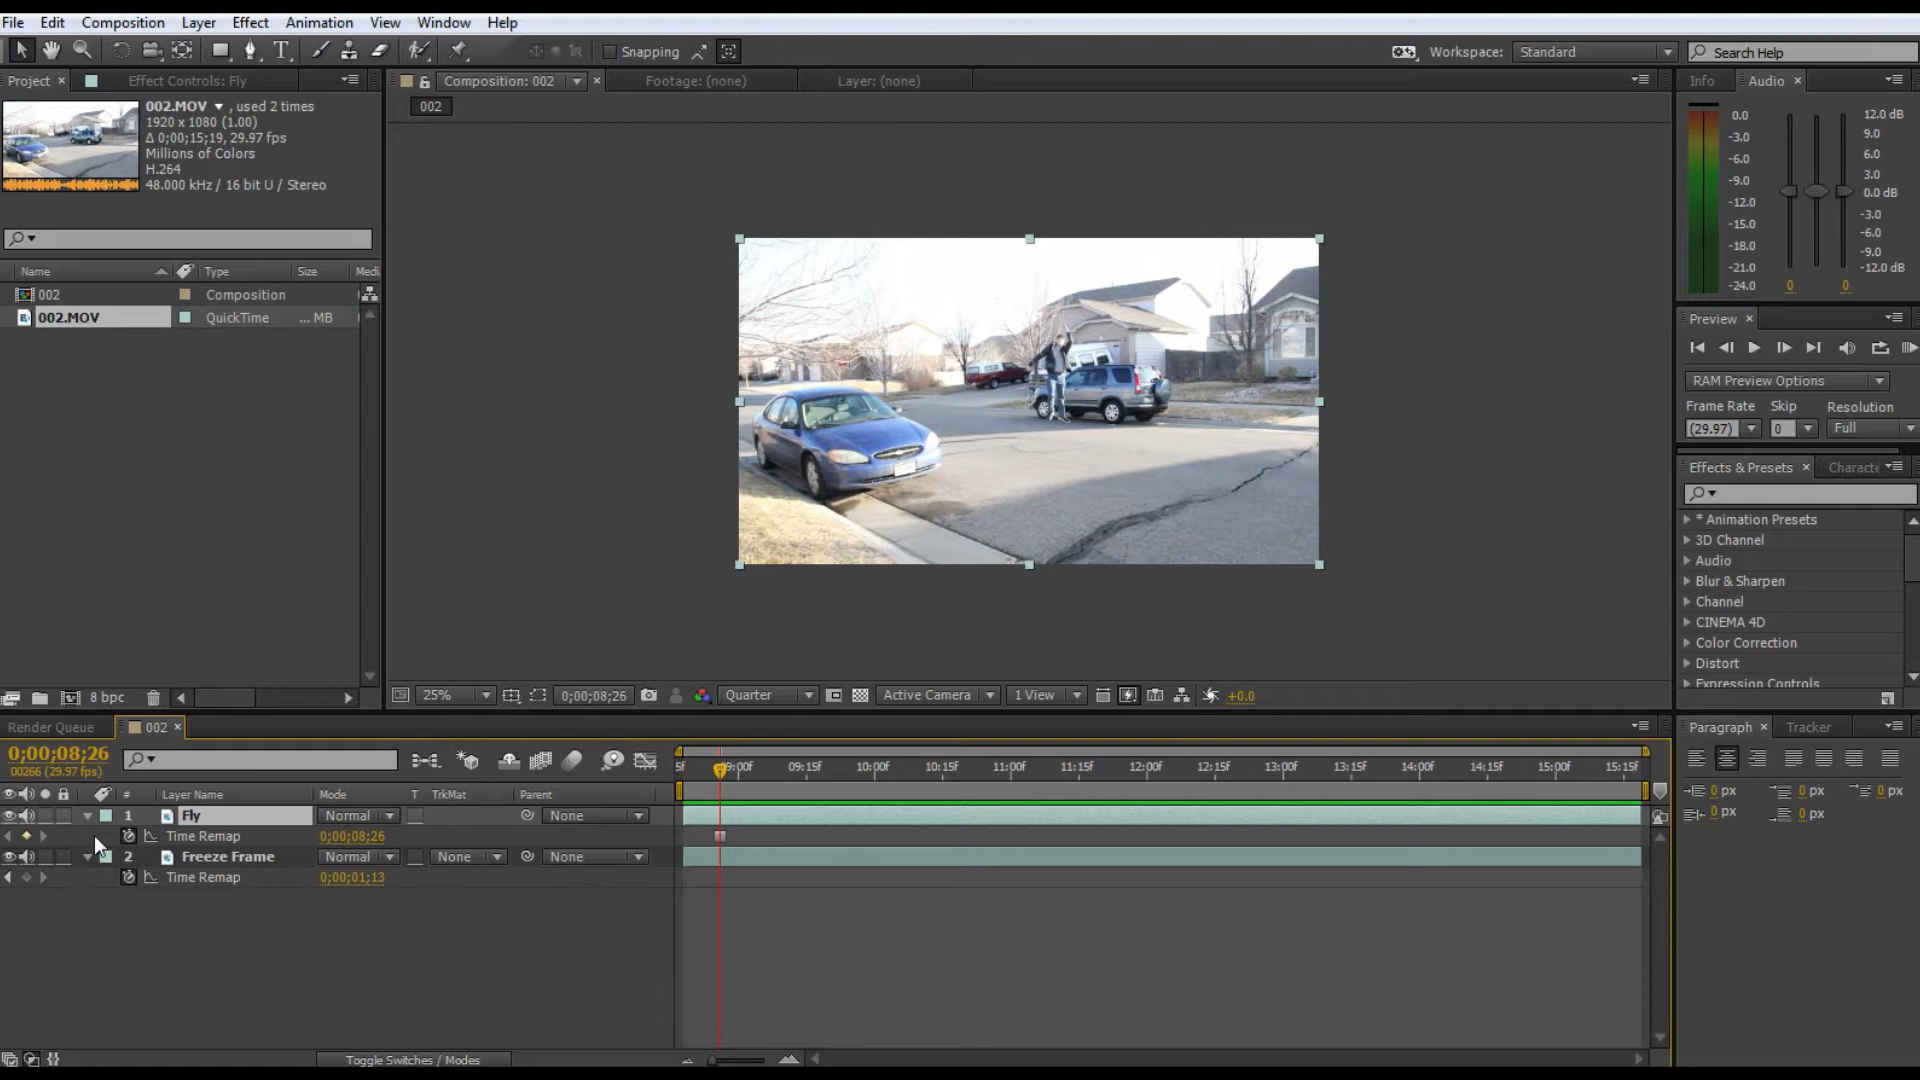 File Edit Composition Layer Effect Animation View Window Help
Snapping Workspace: Standard Search Help
Project × Effect Controls: Fly Composition: 002 × Footage: (none) Layer: (none) Info Audio ×
002.MOV , used 2 times
1920 x 1080 (1.00)
Δ 0;00;15;19, 29.97 fps
Millions of Colors
H.264
48.000 kHz / 16 bit U / Stereo
002
0.0 12.0 dB
-3.0 9.0
-6.0 6.0
-9.0 3.0
-12.0 0.0 dB
-15.0 -3.0
-18.0 -6.0
-21.0 -9.0
-24.0 -12.0 dB
0 0
Name Type Size Medi
002 Composition
002.MOV QuickTime ... MB
Preview ×
RAM Preview Options
Frame Rate Skip Resolution
(29.97) 0 Full
Effects & Presets × Characte
* Animation Presets
3D Channel
Audio
Blur & Sharpen
Channel
CINEMA 4D
Color Correction
Distort
Expression Controls
8 bpc 25% 0;00;08;26 Quarter Active Camera 1 View +0.0
Render Queue 002 × Paragraph × Tracker
0;00;08;26
00266 (29.97 fps)
5f 09:00f 09:15f 10:00f 10:15f 11:00f 11:15f 12:00f 12:15f 13:00f 13:15f 14:00f 14:15f 15:00f 15:15f
# Layer Name Mode T TrkMat Parent
1 Fly Normal None
Time Remap 0;00;08;26
2 Freeze Frame Normal None None
Time Remap 0;00;01;13
0 px 0 px 0 px
0 px 0 px
Toggle Switches / Modes